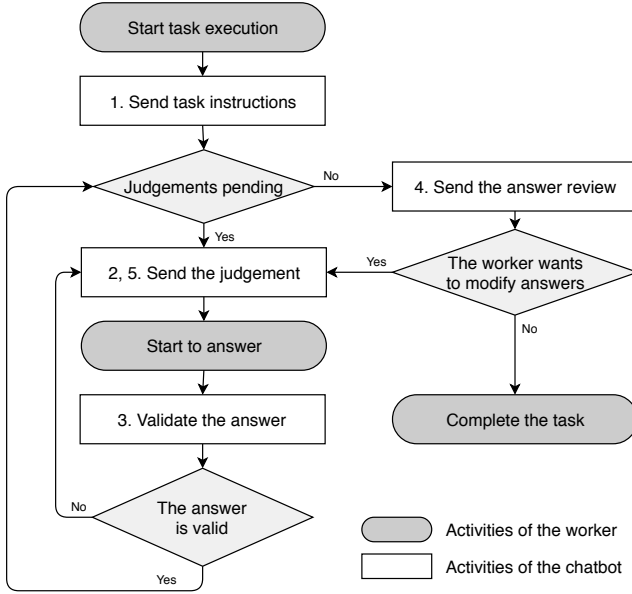 Start task execution
1. Send task instructions
Judgements pending
No
4. Send the answer review
Yes
2, 5. Send the judgement
Yes
The worker wants
to modify answers
Start to answer
No
3. Validate the answer
Complete the task
No
The answer
is valid
Yes
Activities of the worker
Activities of the chatbot